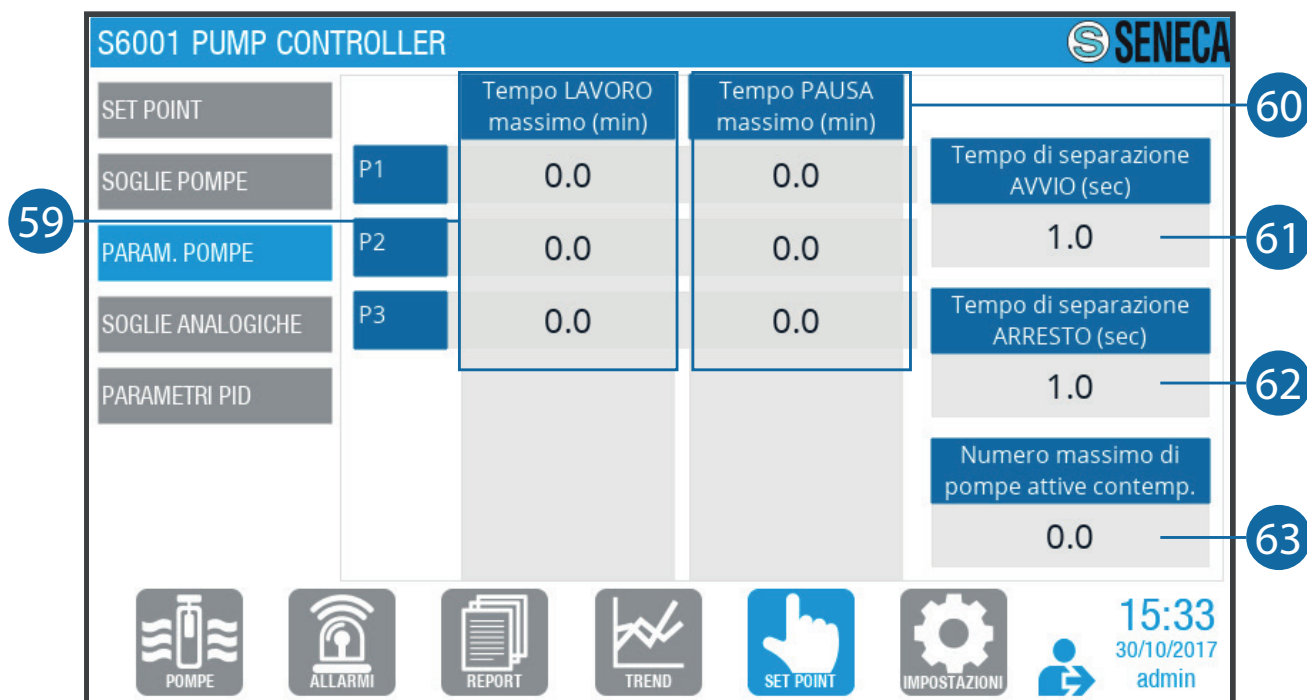 S6001 PUMP CONTROLLER
S SENECA
SET POINT
SOGLIE POMPE
PARAM. POMPE
SOGLIE ANALOGICHE
PARAMETRI PID
Tempo LAVORO
massimo (min)
Tempo PAUSA
massimo (min)
P1
0.0
0.0
P2
0.0
0.0
P3
0.0
0.0
Tempo di separazione
AVVIO (sec)
1.0
Tempo di separazione
ARRESTO (sec)
1.0
Numero massimo di
pompe attive contemp.
0.0
59
60
61
62
63
POMPE
ALLARMI
REPORT
TREND
SET POINT
IMPOSTAZIONI
15:33
30/10/2017
admin